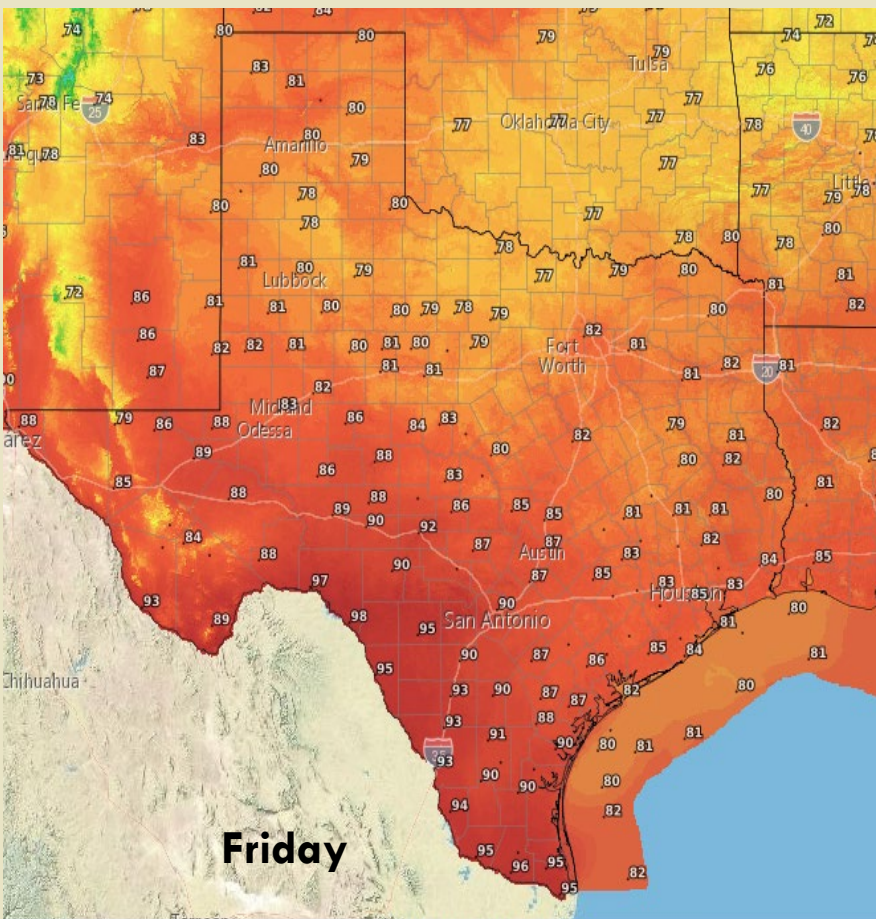 82 84
74 80 80 79 72 74 74
83 79 Tulsa 76 76
73 81
Santa Fe 78 74 25 80 77
77 Oklahoma City 77 77 78 40
81 78 83 Amarillo 80 79 77
80
80 78 80 77 79 Little 78
78 77 80
78 78 80 78
81 Lubbock 80 79 77 79 80 81 81
72 86 81 81 80 80 79 78 79 80 82
86 82 82 81 80 81 80 79 82 81
Fort
Worth
87 81 81 81 82 20 81
82
88 79 86 88 83 Midland 86 84 83 79 82
Odessa 82 81
89 88 80 80 82
85 86 83 81
88 89 88 86 85 85 81 81 81 80
90 92
84 88 87 Austin 87 83 82
90 87 85 84 85
97 83 Houston 83
93 90 85 80
89 98 95 San Antonio 81
95 90 87 86 85 84 81
Chihuahua 93 90 87 87 82 80
93 91 88
35 93 90 90 80 81 81
90 80
94 82
Friday 95 96 95 82
95